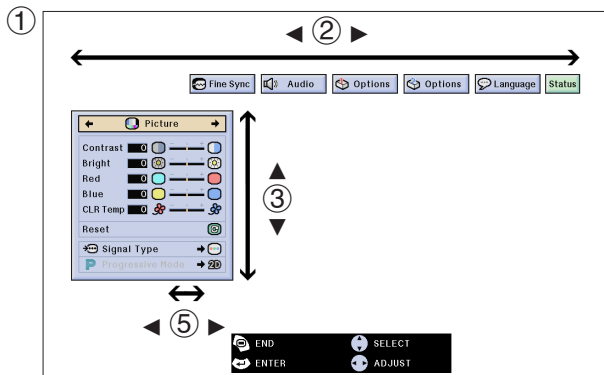 ①
◄ ② ►
Fine Sync Audio Options Options Language Status
Picture
Contrast 0
Bright 0
Red 0
Blue 0
CLR Temp 0
Reset
Signal Type
P Progressive Mode 2D
▲
③
▼
◄ ⑤ ►
END SELECT
ENTER ADJUST